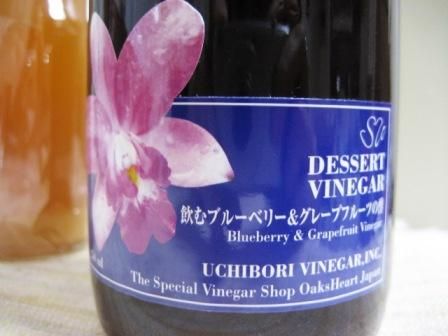 DESSERT
VINEGAR
飲むブルーベリー&グレープフルーツの酢
Blueberry & Grapefruit Vinegar
UCHIBORI VINEGAR, INC.
The Special Vinegar Shop OaksHeart Japan
ml